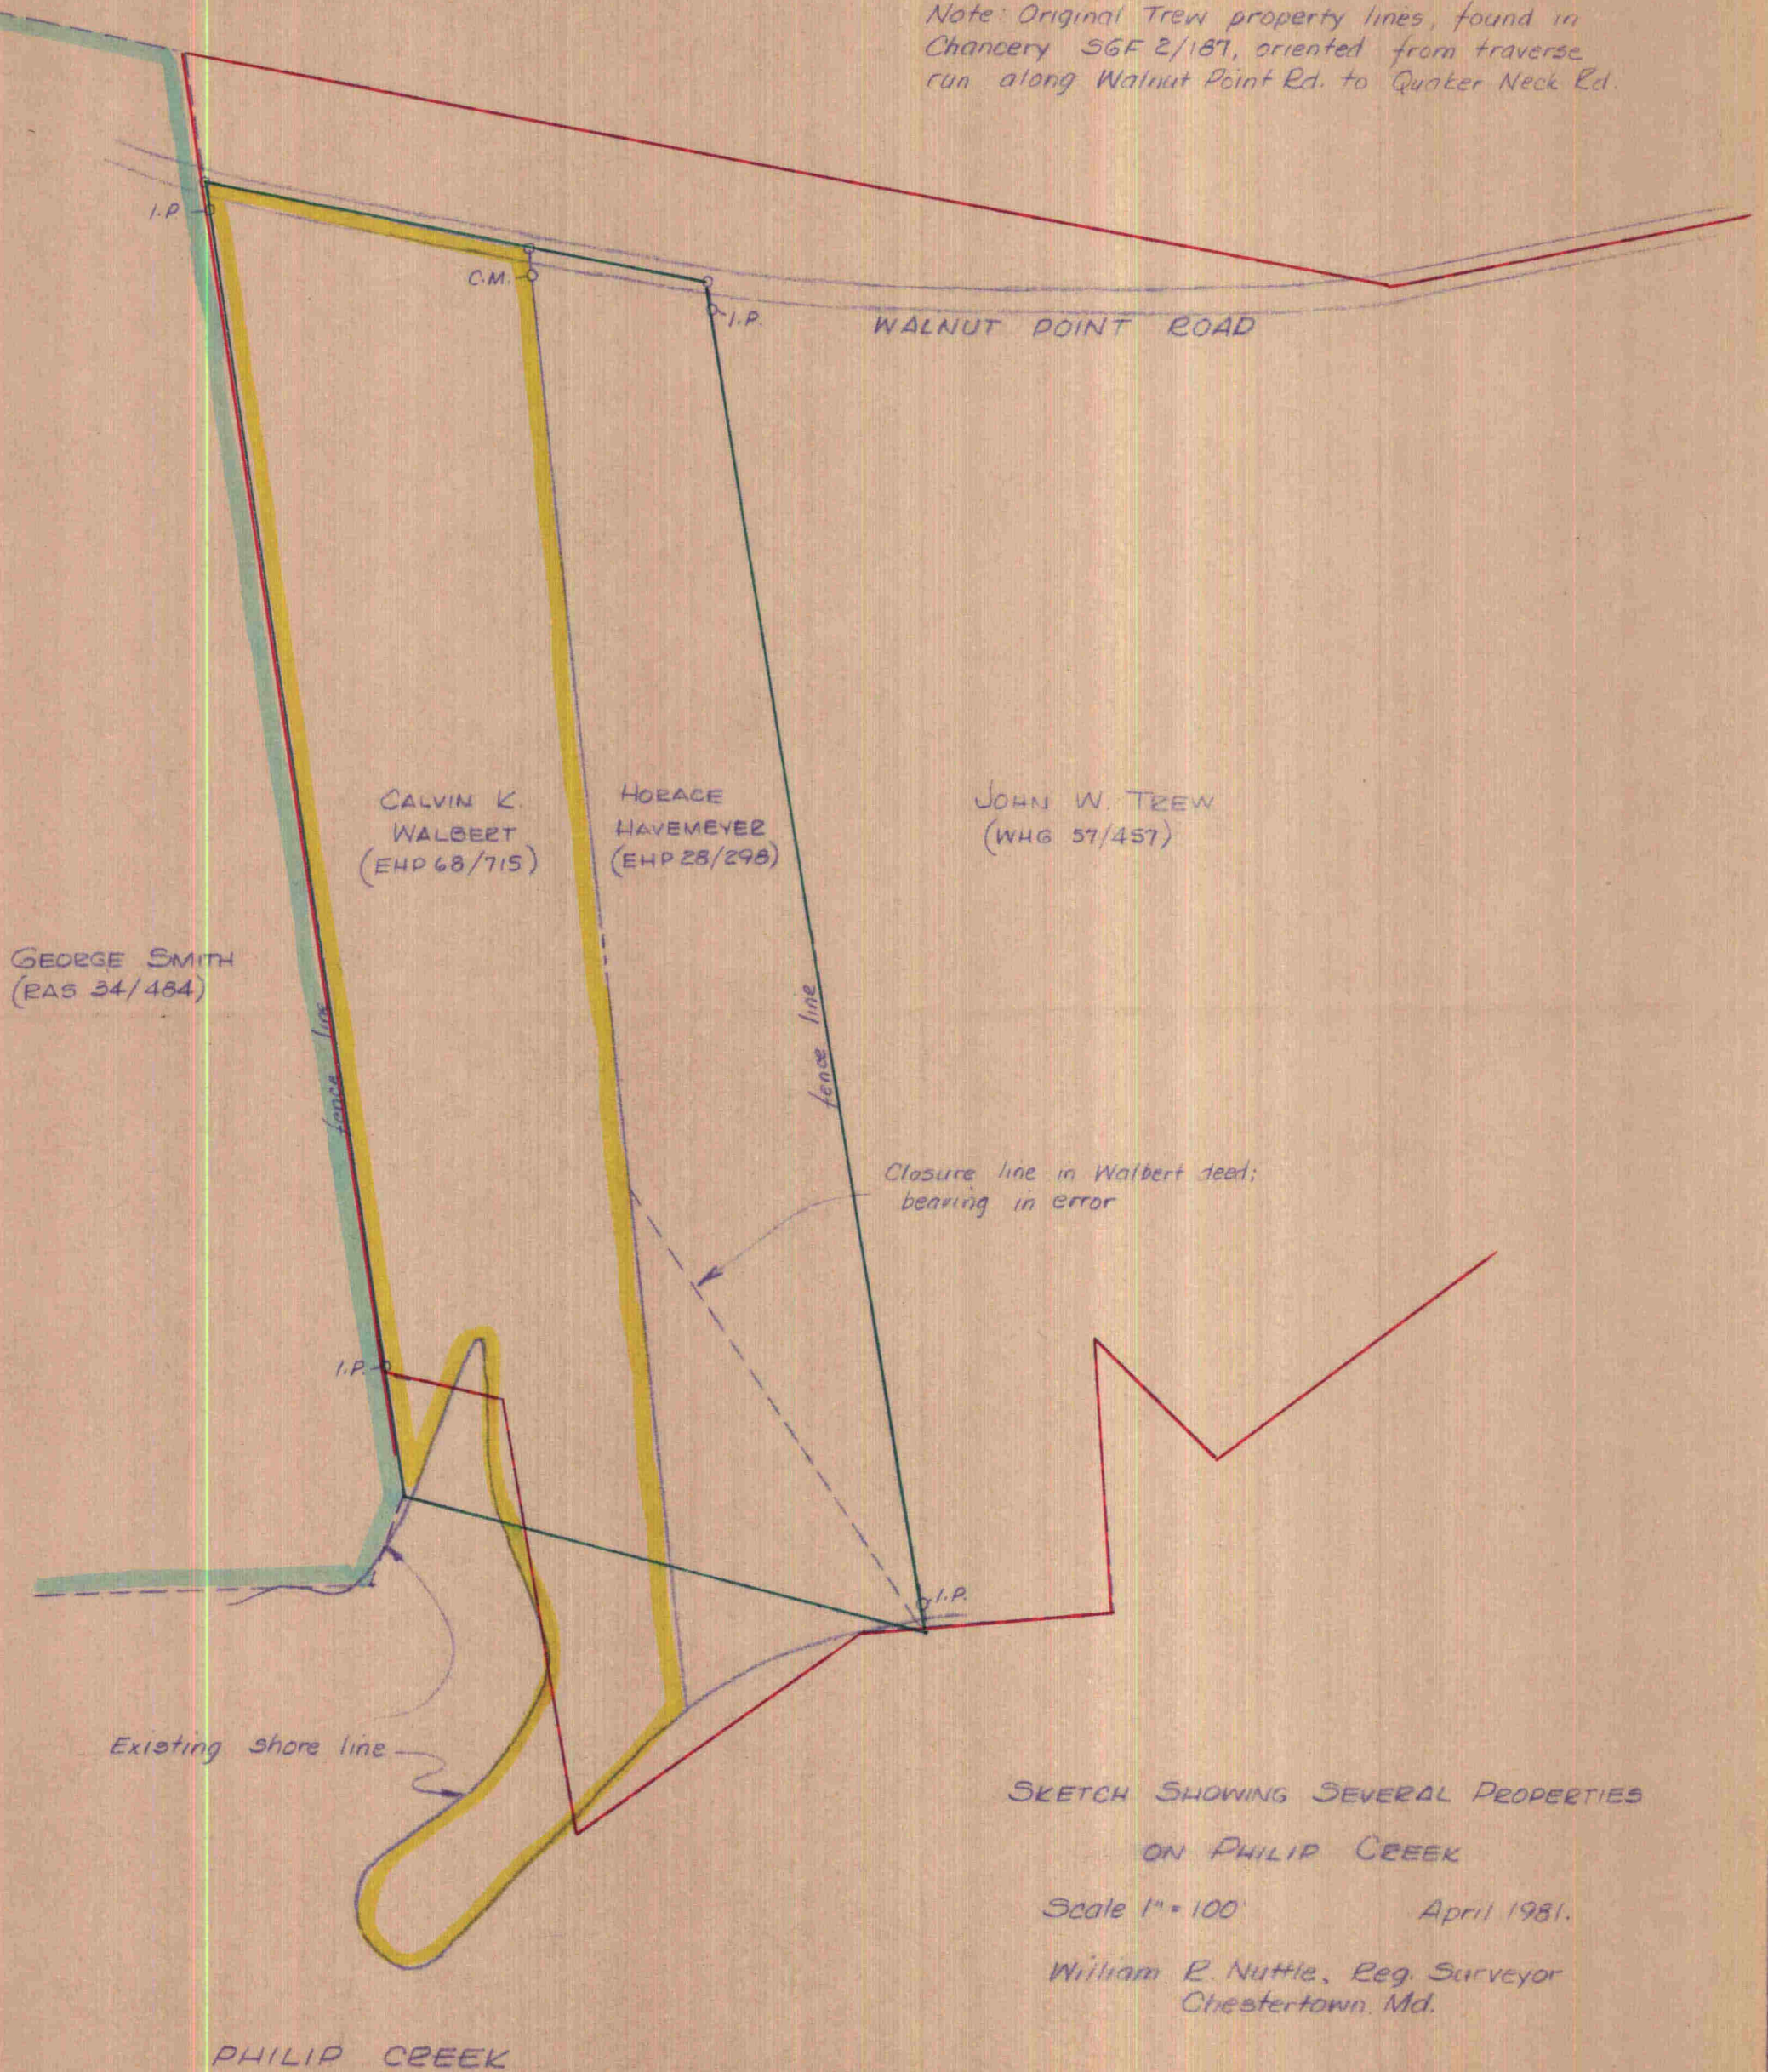 Note: Original Trew property lines, found in
Chancery SGF 2/187, oriented from traverse
run along Walnut Point Rd. to Quaker Neck Rd.
I.P.
C.M.
I.P.
WALNUT POINT ROAD
CALVIN K.
WALBERT
(EHP 68/715)
HORACE
HAVEMEYER
(EHP 28/298)
JOHN W. TREW
(WHG 57/457)
GEORGE SMITH
(RAS 34/484)
fence line
fence line
Closure line in Walbert deed;
bearing in error
I.P.
I.P.
Existing shore line
SKETCH SHOWING SEVERAL PROPERTIES
ON PHILIP CREEK
Scale 1" = 100'
April 1981.
William R. Nuttle, Reg. Surveyor
Chestertown, Md.
PHILIP CREEK